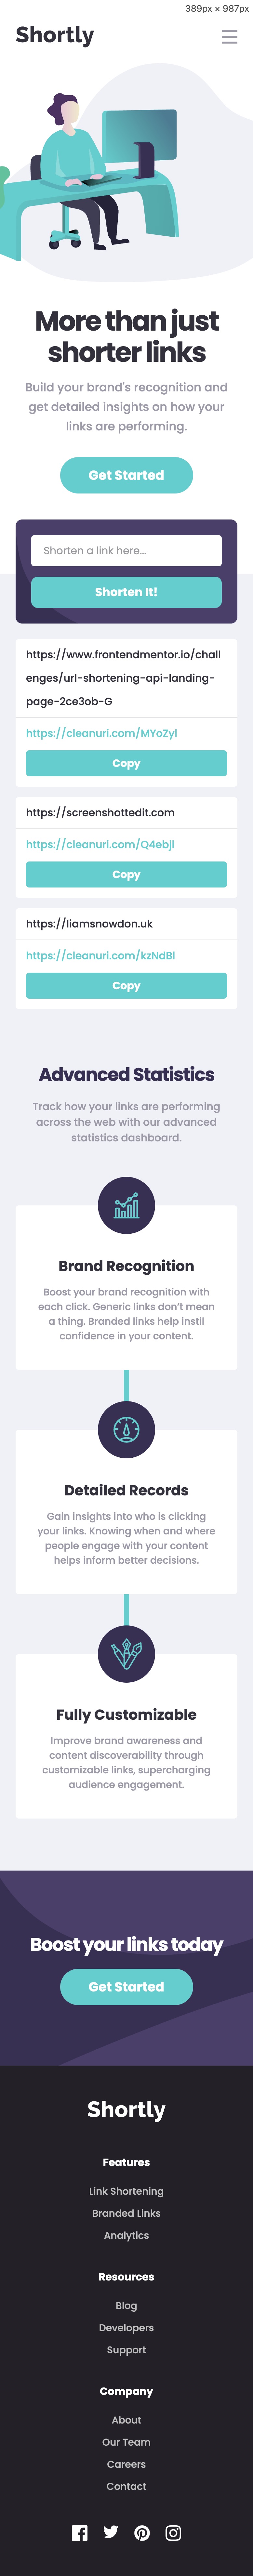 389px × 987px
Shortly
More than just
shorter links
Build your brand's recognition and
get detailed insights on how your
links are performing.
Get Started
Shorten a link here...
Shorten It!
https://www.frontendmentor.io/chall
enges/url-shortening-api-landing-
page-2ce3ob-G
https://cleanuri.com/MYoZyl
Copy
https://screenshottedit.com
https://cleanuri.com/Q4ebjl
Copy
https://liamsnowdon.uk
https://cleanuri.com/kzNdBl
Copy
Advanced Statistics
Track how your links are performing
across the web with our advanced
statistics dashboard.
Brand Recognition
Boost your brand recognition with
each click. Generic links don't mean
a thing. Branded links help instil
confidence in your content.
Detailed Records
Gain insights into who is clicking
your links. Knowing when and where
people engage with your content
helps inform better decisions.
Fully Customizable
Improve brand awareness and
content discoverability through
customizable links, supercharging
audience engagement.
Boost your links today
Get Started
Shortly
Features
Link Shortening
Branded Links
Analytics
Resources
Blog
Developers
Support
Company
About
Our Team
Careers
Contact